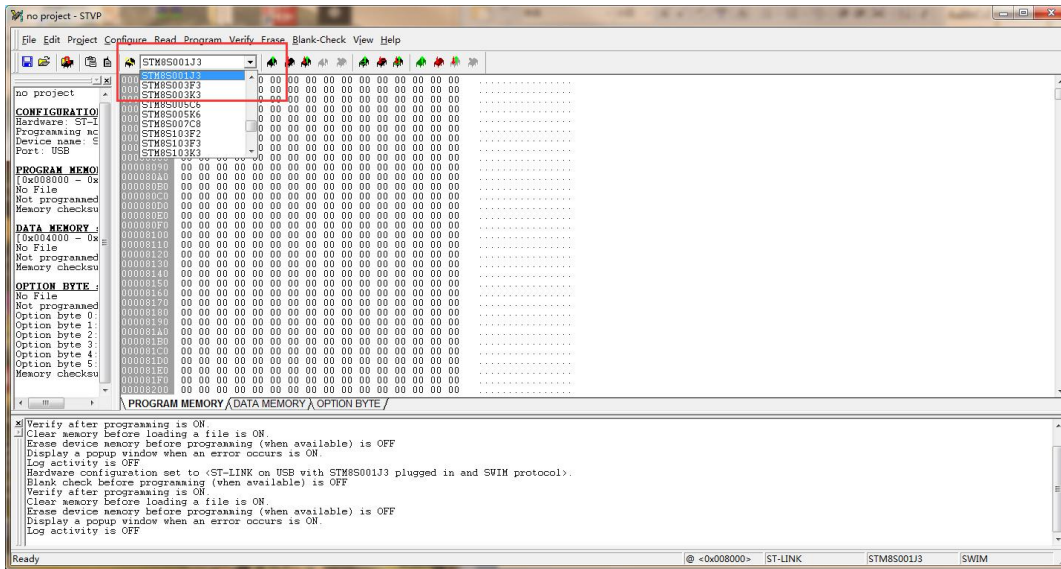 no project - STVP
File Edit Project Configure Read Program Verify Erase Blank-Check View Help
STM8S001J3
STM8S001J3
STM8S003F3
STM8S003K3
STM8S005C6
STM8S005K6
STM8S007C8
STM8S103F2
STM8S103F3
STM8S103K3
no project
CONFIGURATIO
Hardware: ST-L
Programming mo
Device name: S
Port: USB
PROGRAM MEMO
[0x008000 - 0x
No File
Not programmed
Memory checksu
DATA MEMORY :
[0x004000 - 0x
No File
Not programmed
Memory checksu
OPTION BYTE :
No File
Not programmed
Option byte 0:
Option byte 1:
Option byte 2:
Option byte 3:
Option byte 4:
Option byte 5:
Memory checksu
00008090 00 00 00 00 00 00 00 00 00 00 00 00 00 00 00 00 ................
000080A0 00 00 00 00 00 00 00 00 00 00 00 00 00 00 00 00 ................
000080B0 00 00 00 00 00 00 00 00 00 00 00 00 00 00 00 00 ................
000080C0 00 00 00 00 00 00 00 00 00 00 00 00 00 00 00 00 ................
000080D0 00 00 00 00 00 00 00 00 00 00 00 00 00 00 00 00 ................
000080E0 00 00 00 00 00 00 00 00 00 00 00 00 00 00 00 00 ................
000080F0 00 00 00 00 00 00 00 00 00 00 00 00 00 00 00 00 ................
00008100 00 00 00 00 00 00 00 00 00 00 00 00 00 00 00 00 ................
00008110 00 00 00 00 00 00 00 00 00 00 00 00 00 00 00 00 ................
00008120 00 00 00 00 00 00 00 00 00 00 00 00 00 00 00 00 ................
00008130 00 00 00 00 00 00 00 00 00 00 00 00 00 00 00 00 ................
00008140 00 00 00 00 00 00 00 00 00 00 00 00 00 00 00 00 ................
00008150 00 00 00 00 00 00 00 00 00 00 00 00 00 00 00 00 ................
00008160 00 00 00 00 00 00 00 00 00 00 00 00 00 00 00 00 ................
00008170 00 00 00 00 00 00 00 00 00 00 00 00 00 00 00 00 ................
00008180 00 00 00 00 00 00 00 00 00 00 00 00 00 00 00 00 ................
00008190 00 00 00 00 00 00 00 00 00 00 00 00 00 00 00 00 ................
000081A0 00 00 00 00 00 00 00 00 00 00 00 00 00 00 00 00 ................
000081B0 00 00 00 00 00 00 00 00 00 00 00 00 00 00 00 00 ................
000081C0 00 00 00 00 00 00 00 00 00 00 00 00 00 00 00 00 ................
000081D0 00 00 00 00 00 00 00 00 00 00 00 00 00 00 00 00 ................
000081E0 00 00 00 00 00 00 00 00 00 00 00 00 00 00 00 00 ................
000081F0 00 00 00 00 00 00 00 00 00 00 00 00 00 00 00 00 ................
00008200 00 00 00 00 00 00 00 00 00 00 00 00 00 00 00 00 ................
PROGRAM MEMORY DATA MEMORY OPTION BYTE
Verify after programming is ON.
Clear memory before loading a file is ON.
Erase device memory before programming (when available) is OFF
Display a popup window when an error occurs is ON.
Log activity is OFF
Hardware configuration set to <ST-LINK on USB with STM8S001J3 plugged in and SWIM protocol>.
Blank check before programming (when available) is OFF
Verify after programming is ON.
Clear memory before loading a file is ON.
Erase device memory before programming (when available) is OFF
Display a popup window when an error occurs is ON.
Log activity is OFF
Ready @ <0x008000> ST-LINK STM8S001J3 SWIM